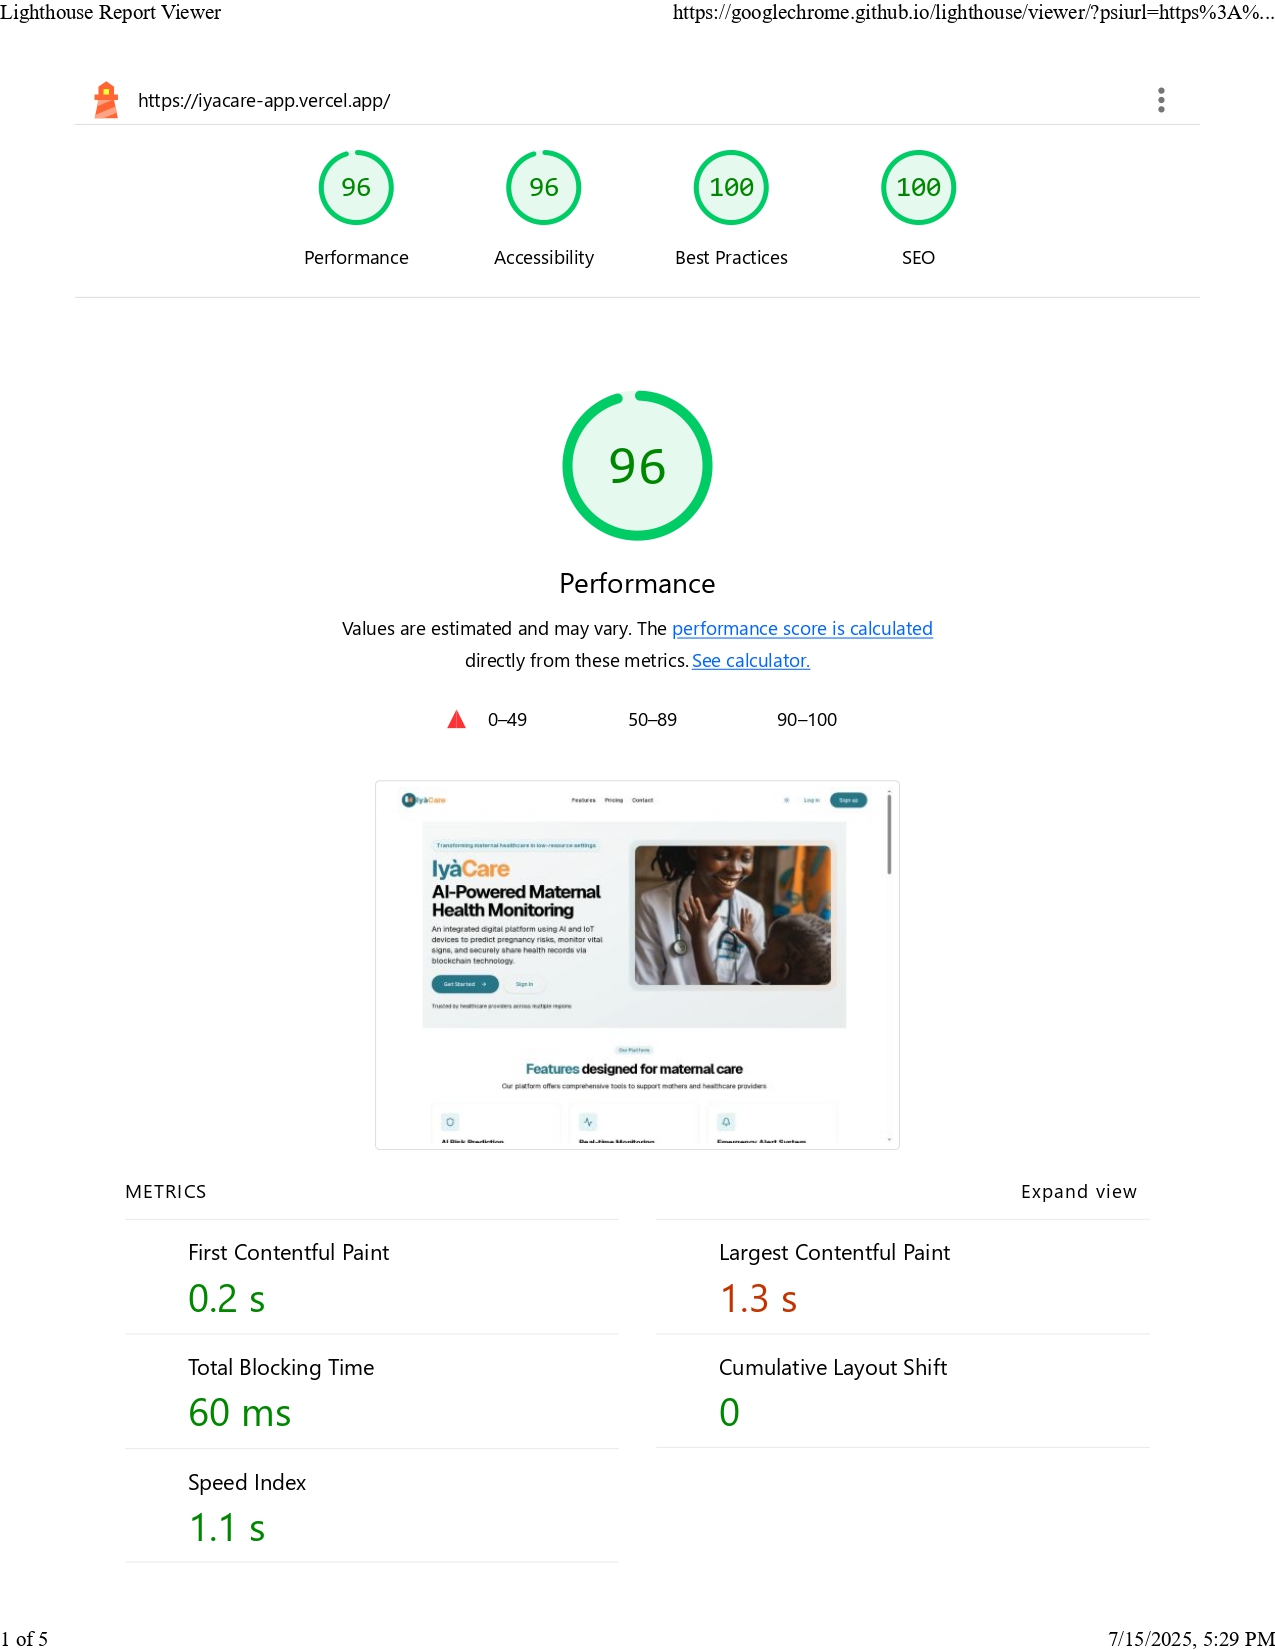 Lighthouse Report Viewer
https://googlechrome.github.io/lighthouse/viewer/?psiurl=https%3A%...
https://iyacare-app.vercel.app/
96
96
100
100
Performance
Accessibility
Best Practices
SEO
96
Performance
Values are estimated and may vary. The performance score is calculated
directly from these metrics. See calculator.
0–49
50–89
90–100
IyàCare
Features
Pricing
Contact
Log in
Sign up
Transforming maternal healthcare in low-resource settings
IyàCare
AI-Powered Maternal
Health Monitoring
An integrated digital platform using AI and IoT
devices to predict pregnancy risks, monitor vital
signs, and securely share health records via
blockchain technology.
Get Started →
Sign In
Trusted by healthcare providers across multiple regions
Our Platform
Features designed for maternal care
Our platform offers comprehensive tools to support mothers and healthcare providers
AI Risk Prediction
Real-time Monitoring
Emergency Alert System
METRICS
Expand view
First Contentful Paint
0.2 s
Largest Contentful Paint
1.3 s
Total Blocking Time
60 ms
Cumulative Layout Shift
0
Speed Index
1.1 s
1 of 5
7/15/2025, 5:29 PM